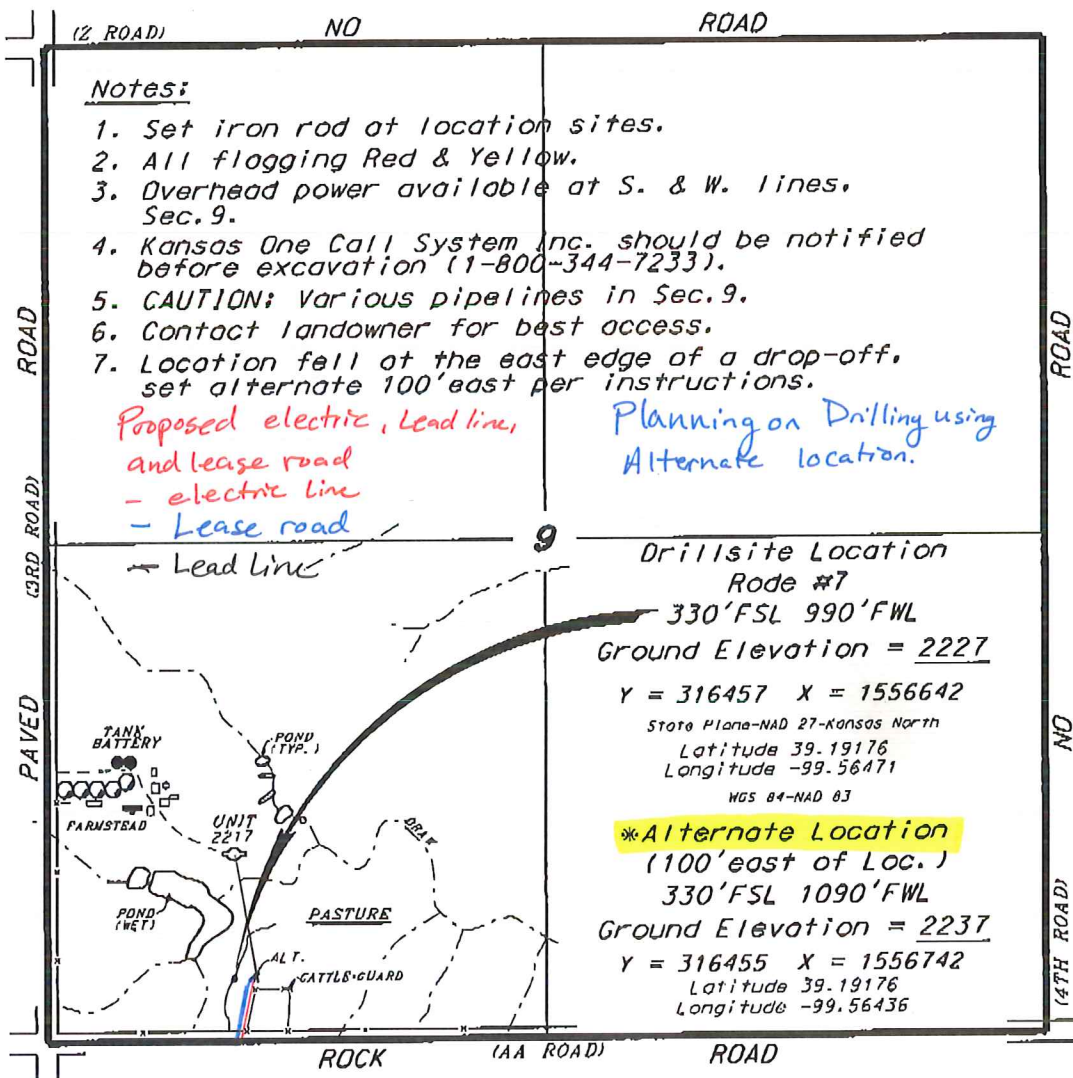 (Z ROAD) NO ROAD
Notes:
1. Set iron rod at location sites.
2. All flagging Red & Yellow.
3. Overhead power available at S. & W. lines.
Sec. 9.
4. Kansas One Call System Inc. should be notified
before excavation (1-800-344-7233).
5. CAUTION: Various pipelines in Sec. 9.
6. Contact landowner for best access.
7. Location fell at the east edge of a drop-off.
set alternate 100' east per instructions.
Proposed electric, Lead line,
and lease road
- electric line
- Lease road
- Lead Line
Planning on Drilling using
Alternate location.
ROAD
(3RD ROAD)
PAVED
ROAD
NO
(4TH ROAD)
9
Drillsite Location
Rode #7
330'FSL 990'FWL
Ground Elevation = 2227
Y = 316457 X = 1556642
State Plane-NAD 27-Kansas North
Latitude 39.19176
Longitude -99.56471
WGS 84-NAD 83
*Alternate Location
(100'east of Loc.)
330'FSL 1090'FWL
Ground Elevation = 2237
Y = 316455 X = 1556742
Latitude 39.19176
Longitude -99.56436
TANK
BATTERY
FARMSTEAD
POND
(TYP.)
UNIT
2217
DRAW
POND
(WET)
PASTURE
ALT.
CATTLE-GUARD
ROCK (AA ROAD) ROAD